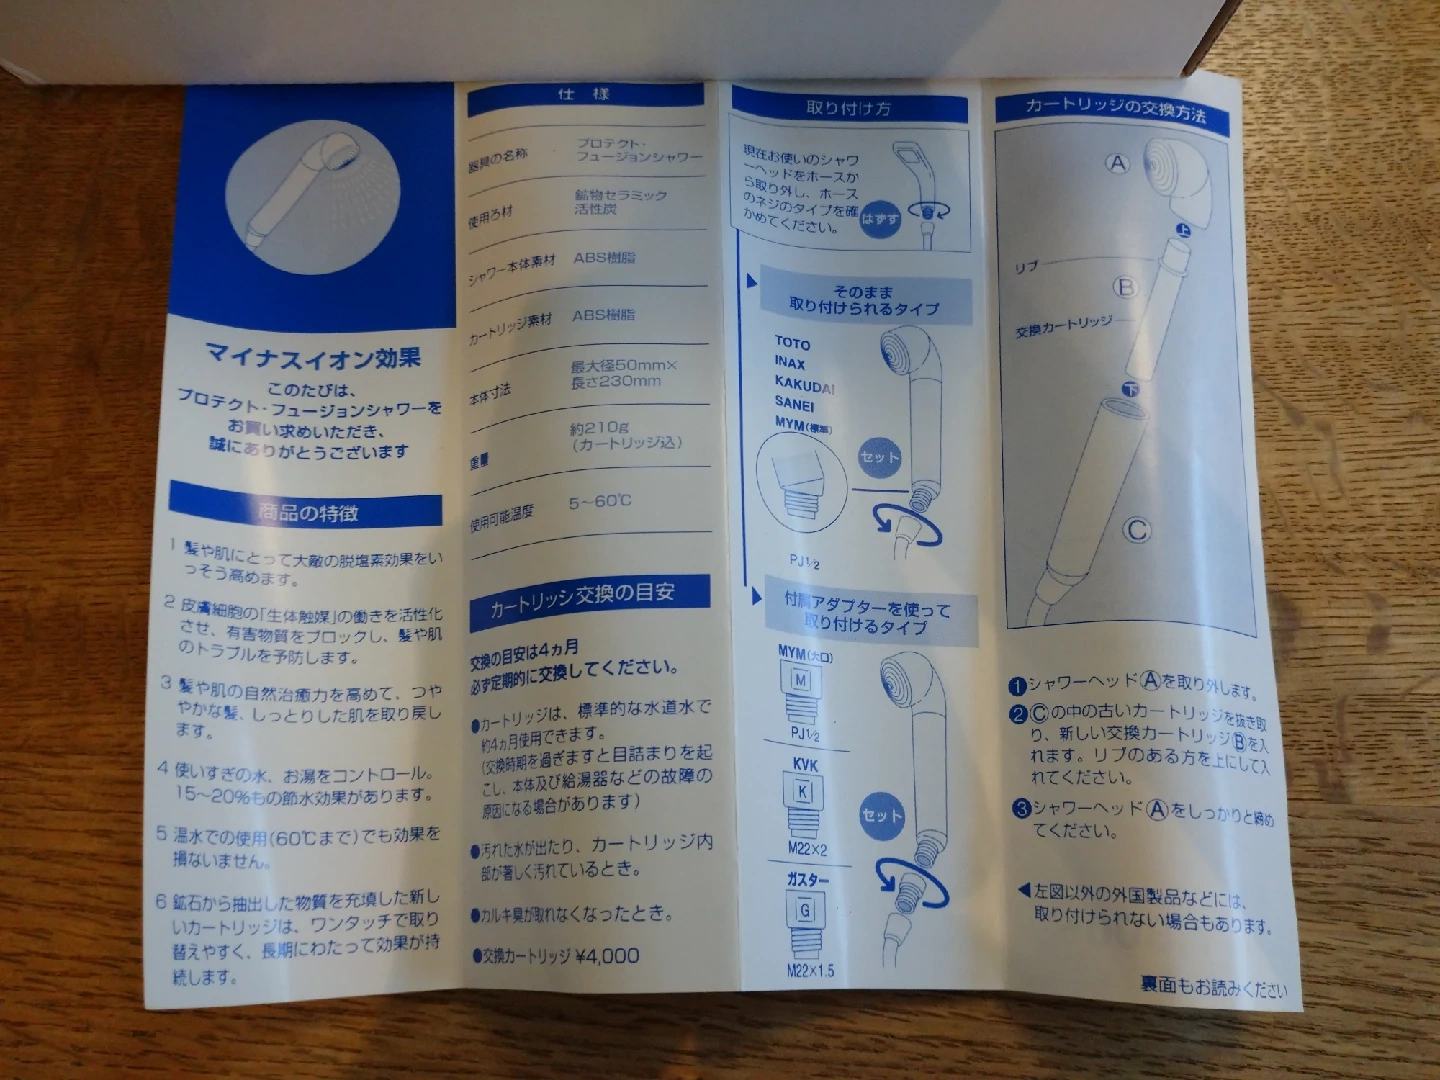 マイナスイオン効果
このたびは、
プロテクト・フュージョンシャワーを
お買い求めいただき、
誠にありがとうございます
商品の特徴
1 髪や肌にとって大敵の脱塩素効果をい
っそう高めます。
2 皮膚細胞の「生体触媒」の働きを活性化
させ、有害物質をブロックし、髪や肌
のトラブルを予防します。
3 髪や肌の自然治癒力を高めて、つや
やかな髪、しっとりした肌を取り戻し
ます。
4 使いすぎの水、お湯をコントロール。
15〜20%もの節水効果があります。
5 温水での使用(60℃まで)でも効果を
損ないません。
6 鉱石から抽出した物質を充填した新し
いカートリッジは、ワンタッチで取り
替えやすく、長期にわたって効果が持
続します。
仕 様
器具の名称 プロテクト・
フュージョンシャワー
使用ろ材 鉱物セラミック
活性炭
シャワー本体素材 ABS樹脂
カートリッジ素材 ABS樹脂
本体寸法 最大径50mm×
長さ230mm
重量 約210g
(カートリッジ込)
使用可能温度 5〜60℃
カートリッジ交換の目安
交換の目安は4ヵ月
必ず定期的に交換してください。
●カートリッジは、標準的な水道水で
約4ヵ月使用できます。
(交換時期を過ぎますと目詰まりを起
こし、本体及び給湯器などの故障の
原因になる場合があります)
●汚れた水が出たり、カートリッジ内
部が著しく汚れているとき。
●カルキ臭が取れなくなったとき。
●交換カートリッジ ¥4,000
取り付け方
現在お使いのシャワ
ーヘッドをホースか
ら取り外し、ホース
のネジのタイプを確
かめてください。
はずす
そのまま
取り付けられるタイプ
TOTO
INAX
KAKUDAI
SANEI
MYM(標準)
セット
PJ1/2
付属アダプターを使って
取り付けるタイプ
MYM(大口)
M
PJ1/2
KVK
K
M22×2
セット
ガスター
G
M22×1.5
カートリッジの交換方法
A
上
リブ
B
交換カートリッジ
下
C
❶シャワーヘッドⒶを取り外します。
❷Ⓒの中の古いカートリッジを抜き取
り、新しい交換カートリッジⒷを入
れます。リブのある方を上にして入
れてください。
❸シャワーヘッドⒶをしっかりと締め
てください。
◀左図以外の外国製品などには、
取り付けられない場合もあります。
裏面もお読みください